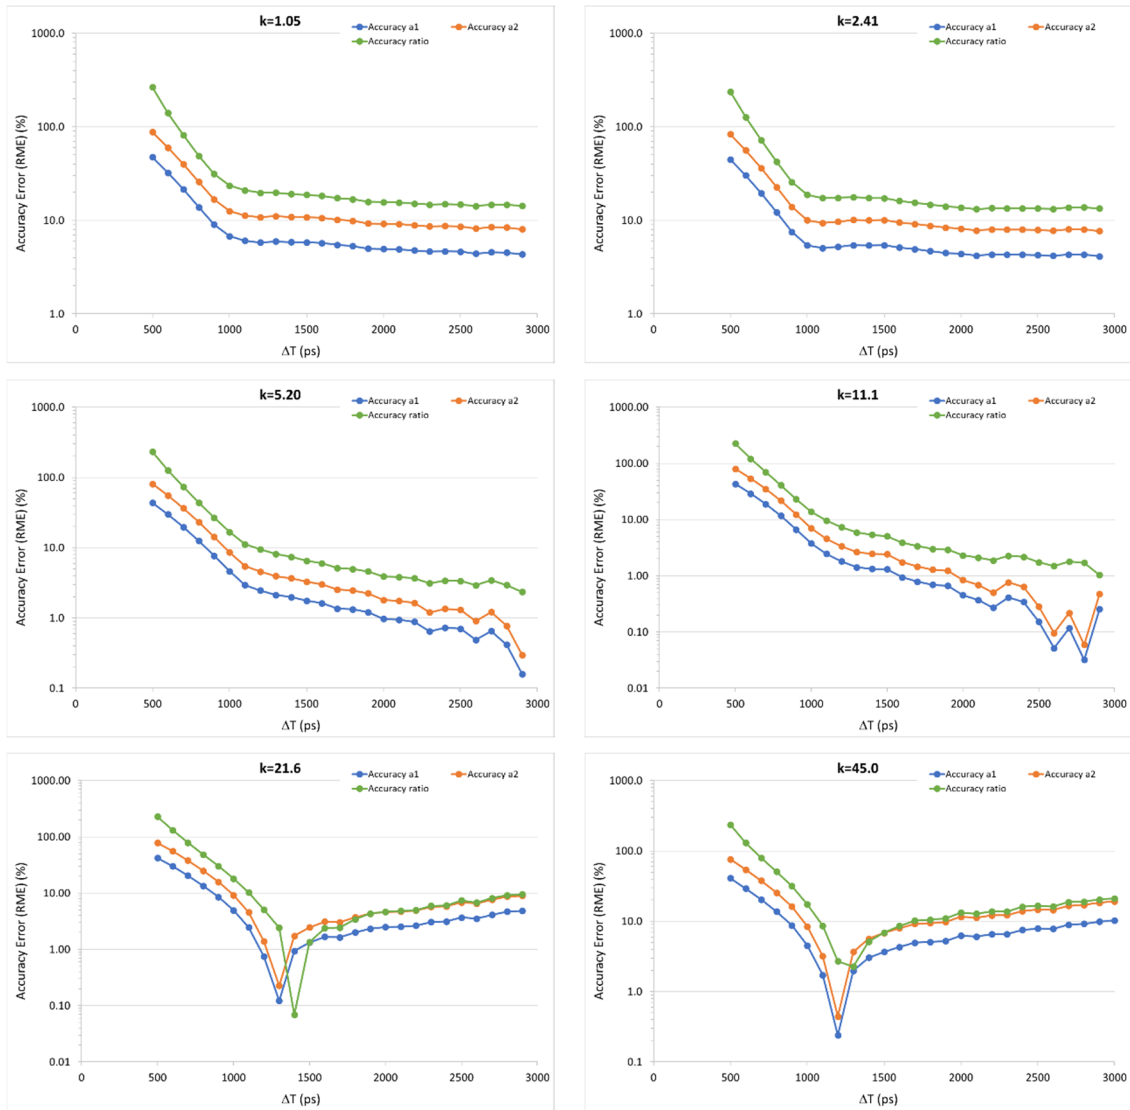 k=1.05
Accuracy a1
Accuracy a2
Accuracy ratio
1000.0
100.0
10.0
1.0
Accuracy Error (RME) (%)
0
500
1000
1500
2000
2500
3000
ΔT (ps)
k=2.41
Accuracy a1
Accuracy a2
Accuracy ratio
1000.0
100.0
10.0
1.0
Accuracy Error (RME) (%)
0
500
1000
1500
2000
2500
3000
ΔT (ps)
k=5.20
Accuracy a1
Accuracy a2
Accuracy ratio
1000.0
100.0
10.0
1.0
0.1
Accuracy Error (RME) (%)
0
500
1000
1500
2000
2500
3000
ΔT (ps)
k=11.1
Accuracy a1
Accuracy a2
Accuracy ratio
1000.00
100.00
10.00
1.00
0.10
0.01
Accuracy Error (RME) (%)
0
500
1000
1500
2000
2500
3000
ΔT (ps)
k=21.6
Accuracy a1
Accuracy a2
Accuracy ratio
1000.00
100.00
10.00
1.00
0.10
0.01
Accuracy Error (RME) (%)
0
500
1000
1500
2000
2500
3000
ΔT (ps)
k=45.0
Accuracy a1
Accuracy a2
Accuracy ratio
1000.0
100.0
10.0
1.0
0.1
Accuracy Error (RME) (%)
0
500
1000
1500
2000
2500
3000
ΔT (ps)